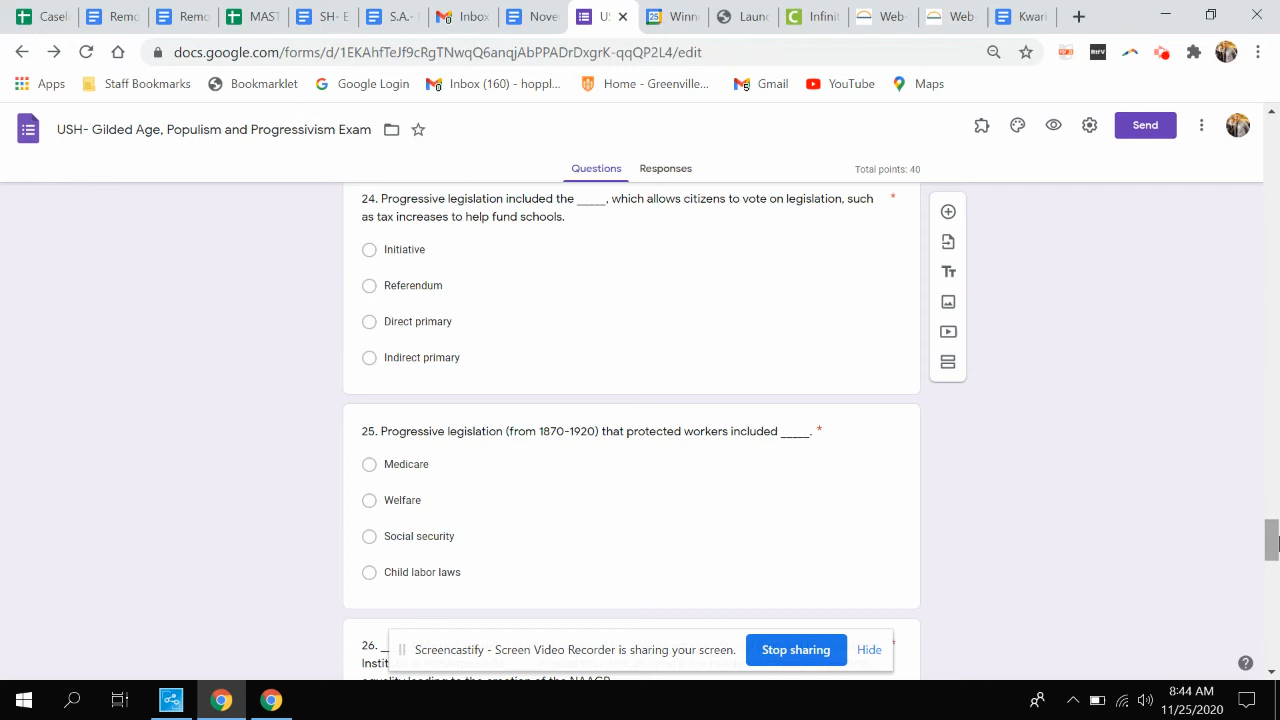 Casel
Remo
Remo
MAST
SH- E
S.A.-
Inbox
Nove
US
Winn
Laun
Infinit
Web-
Web
Kwari
docs.google.com/forms/d/1EKAhfTeJf9cRgTNwqQ6anqjAbPPADrDxgrK-qqQP2L4/edit
Apps
Staff Bookmarks
Bookmarklet
Google Login
Inbox (160) - hoppl...
Home - Greenville...
Gmail
YouTube
Maps
USH- Gilded Age, Populism and Progressivism Exam
Send
Questions
Responses
Total points: 40
24. Progressive legislation included the _____, which allows citizens to vote on legislation, such *
as tax increases to help fund schools.
Initiative
Referendum
Direct primary
Indirect primary
25. Progressive legislation (from 1870-1920) that protected workers included _____. *
Medicare
Welfare
Social security
Child labor laws
26.
Screencastify - Screen Video Recorder is sharing your screen.
Stop sharing
Hide
8:44 AM
11/25/2020